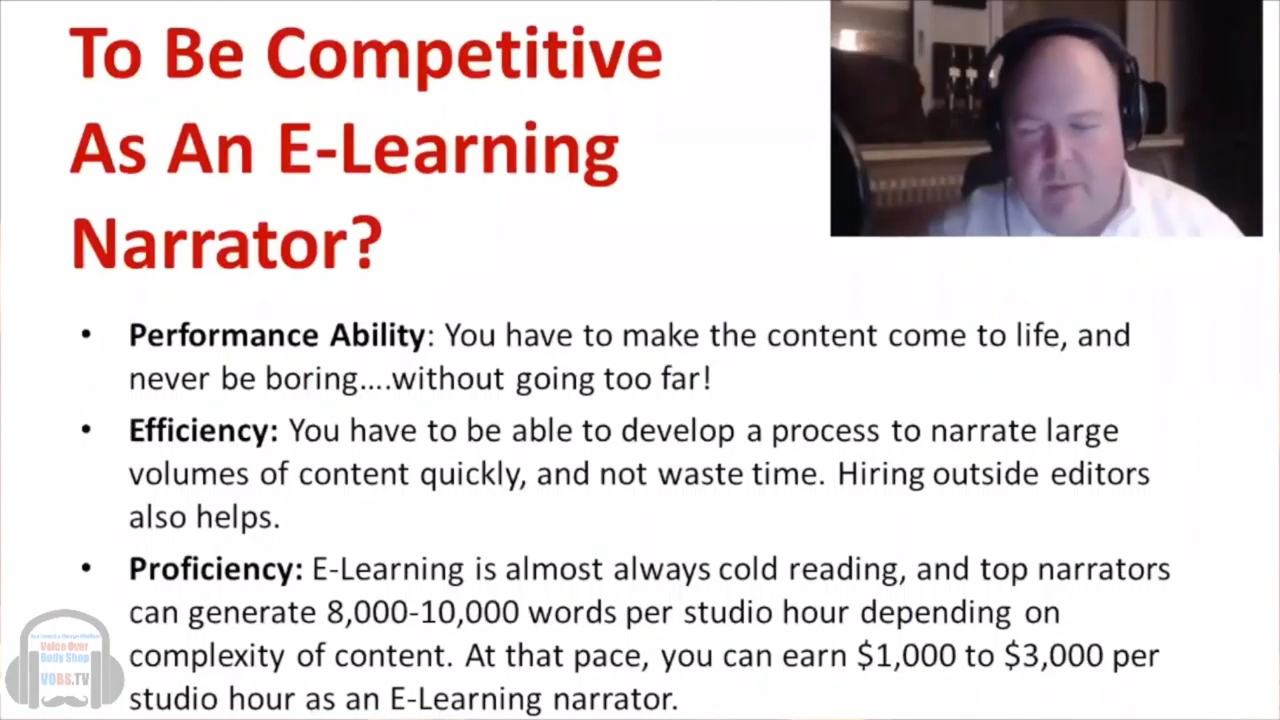 To Be Competitive
As An E-Learning
Narrator?
• Performance Ability: You have to make the content come to life, and
never be boring....without going too far!
• Efficiency: You have to be able to develop a process to narrate large
volumes of content quickly, and not waste time. Hiring outside editors
also helps.
• Proficiency: E-Learning is almost always cold reading, and top narrators
can generate 8,000-10,000 words per studio hour depending on
complexity of content. At that pace, you can earn $1,000 to $3,000 per
studio hour as an E-Learning narrator.
Voice Over
Body Shop
VOBS.TV